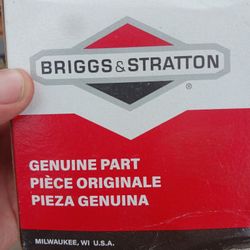 BRIGGS & STRATTON
®
GENUINE PART
PIÈCE ORIGINALE
PIEZA GENUINA
MILWAUKEE, WI U.S.A.